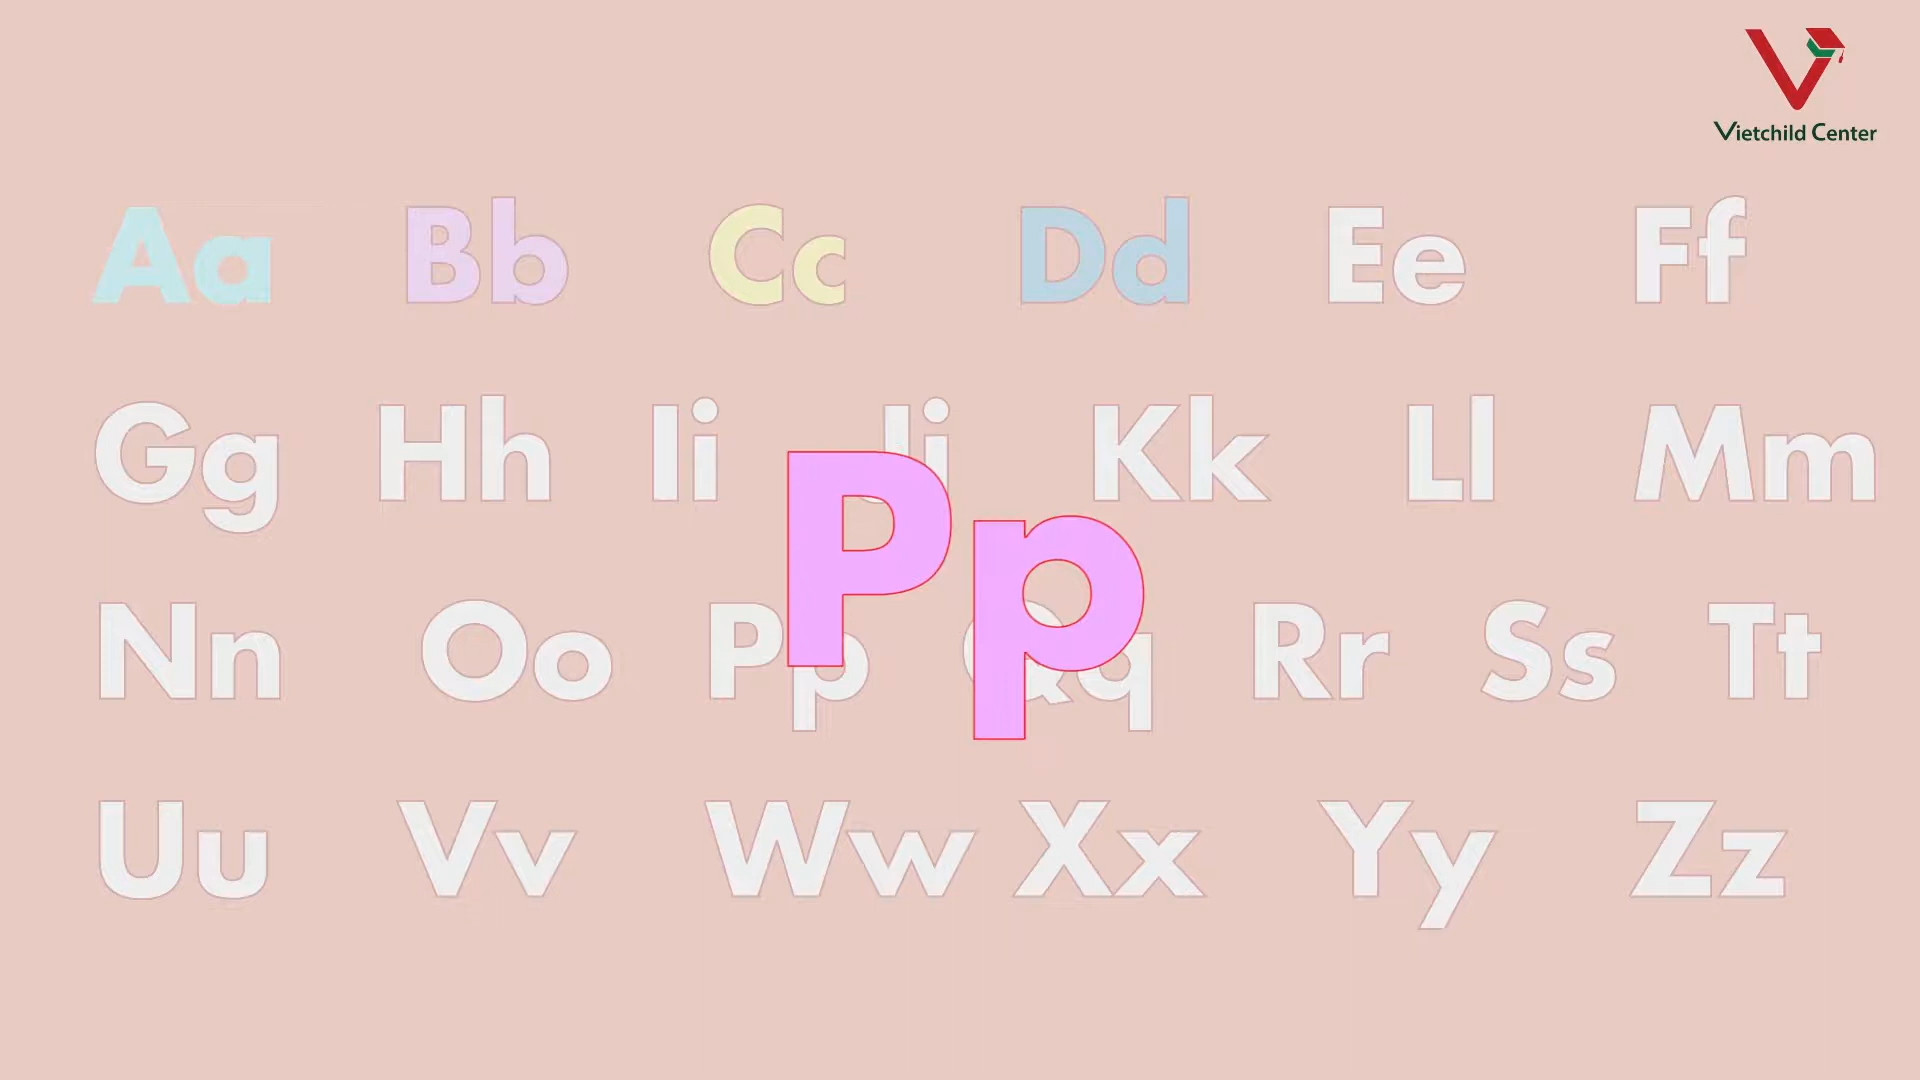 Vietchild Center
Aa Bb Cc Dd Ee Ff
Gg Hh Ii Jj Kk Ll Mm
Pp
Nn Oo Pp Qq Rr Ss Tt
Uu Vv Ww Xx Yy Zz